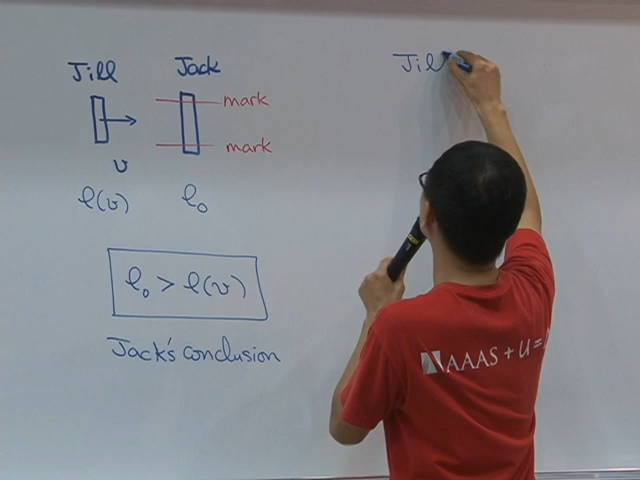 Jill Jack
mark
mark
v
ℓ(v) ℓ₀
ℓ₀ > ℓ(v)
Jack's conclusion
Jil
AAAS + U =